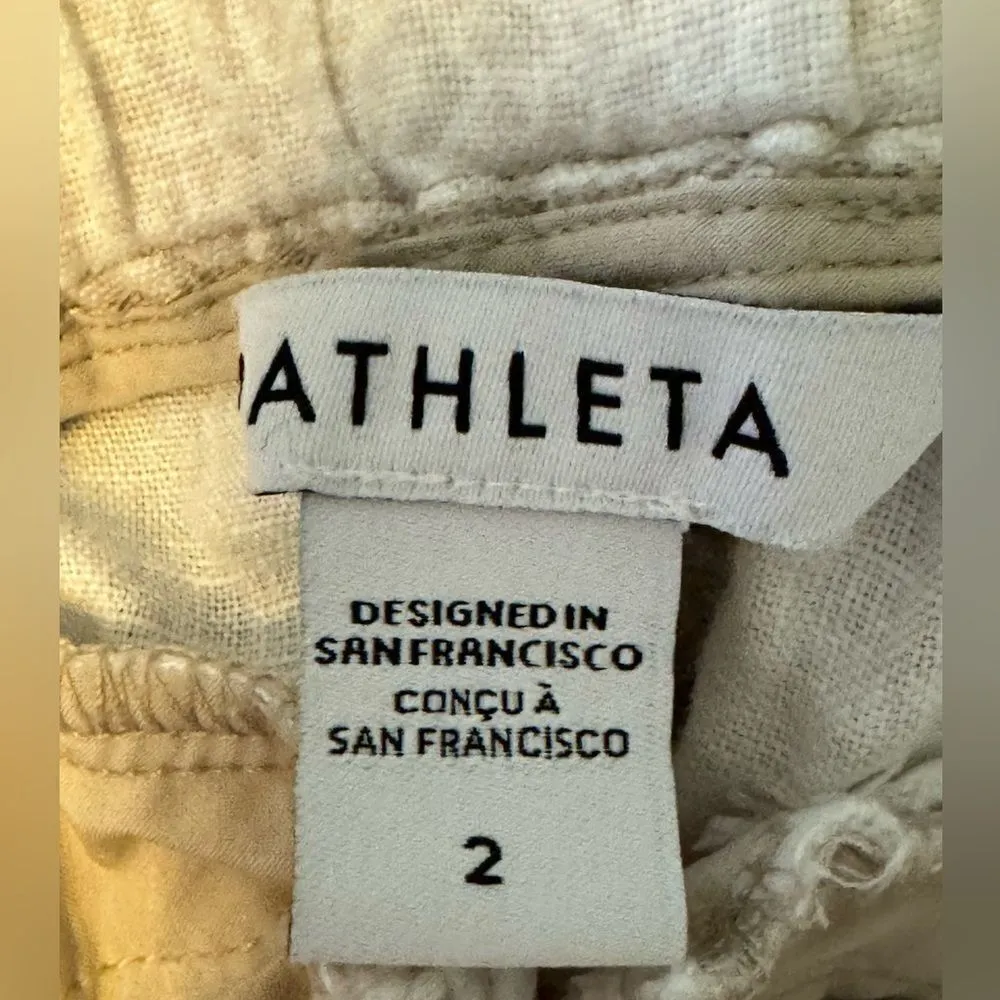 ATHLETA
DESIGNED IN
SAN FRANCISCO
CONÇU À
SAN FRANCISCO
2